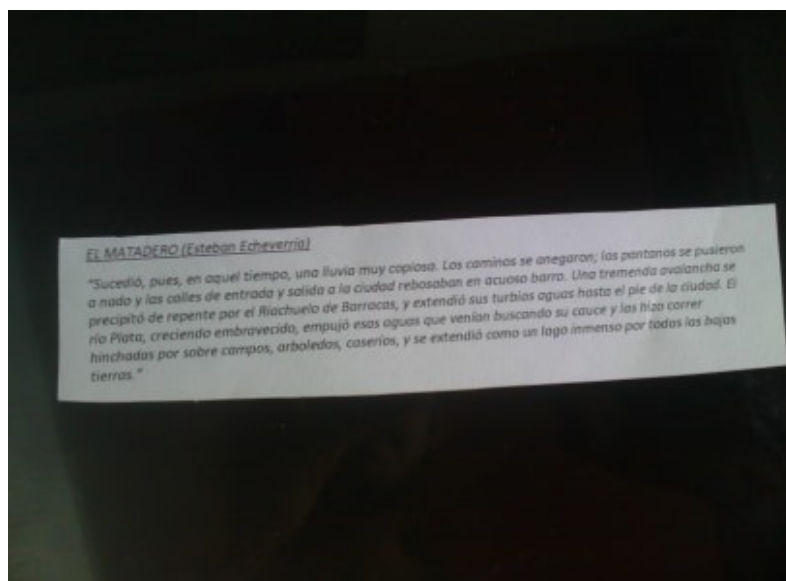 EL MATADERO (Esteban Echeverría)
"Sucedió, pues, en aquel tiempo, una lluvia muy copiosa. Los caminos se anegaron; los pantanos se pusieron
a nado y las calles de entrada y salida a la ciudad rebosaban en acuoso barro. Una tremenda avalancha se
precipitó de repente por el Riachuelo de Barracas, y extendió sus turbias aguas hasta el pie de la ciudad. El
río Plata, creciendo embravecido, empujó esas aguas que venían buscando su cauce y las hizo correr
hinchadas por sobre campos, arboledas, caseríos, y se extendió como un lago inmenso por todas las bajas
tierras."